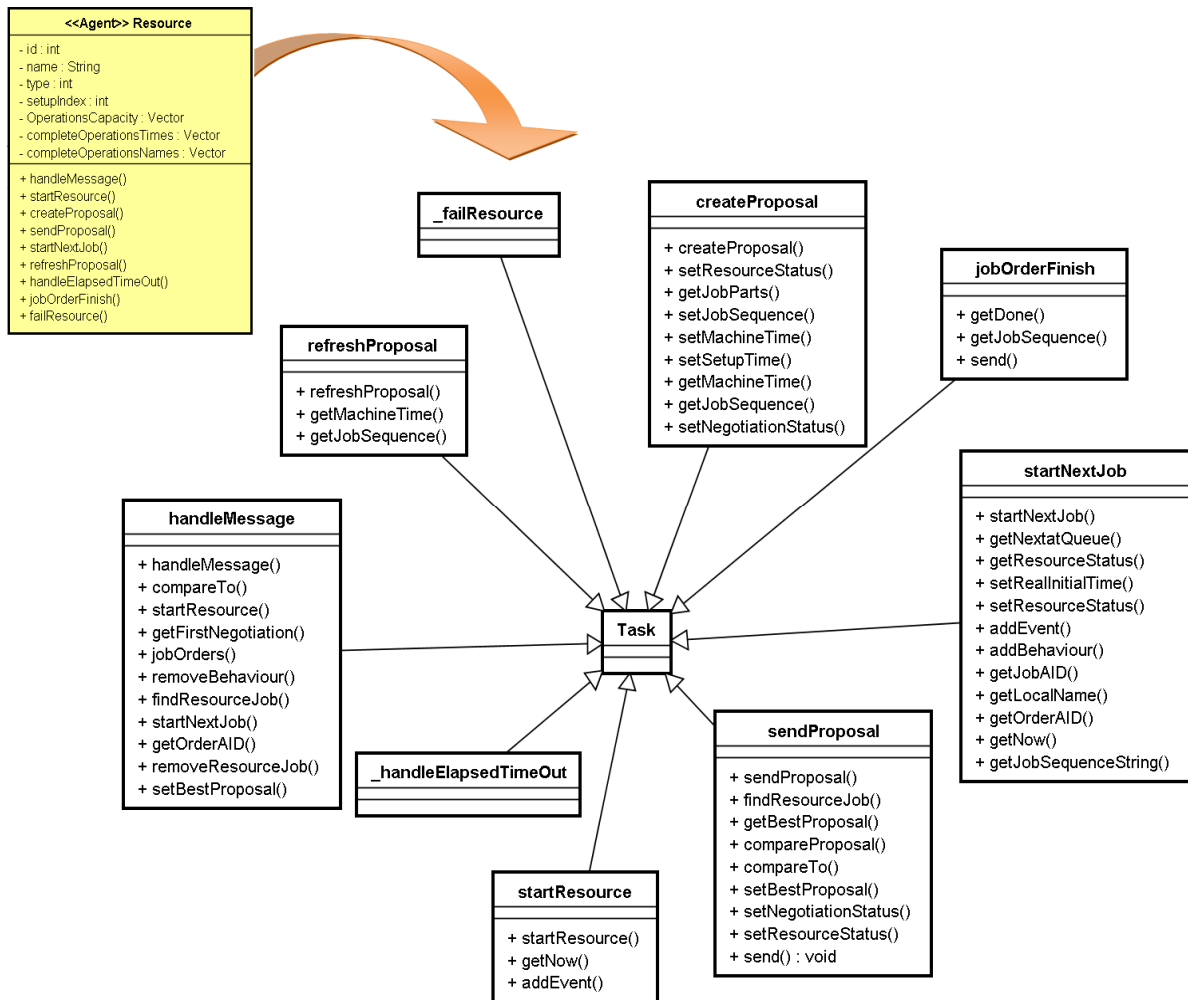 <<Agent>> Resource
- id : int
- name : String
- type : int
- setupIndex : int
- OperationsCapacity : Vector
- completeOperationsTimes : Vector
- completeOperationsNames : Vector
+ handleMessage()
+ startResource()
+ createProposal()
+ sendProposal()
+ startNextJob()
+ refreshProposal()
+ handleElapsedTimeOut()
+ jobOrderFinish()
+ failResource()
_failResource
createProposal
+ createProposal()
+ setResourceStatus()
+ getJobParts()
+ setJobSequence()
+ setMachineTime()
+ setSetupTime()
+ getMachineTime()
+ getJobSequence()
+ setNegotiationStatus()
jobOrderFinish
+ getDone()
+ getJobSequence()
+ send()
refreshProposal
+ refreshProposal()
+ getMachineTime()
+ getJobSequence()
startNextJob
+ startNextJob()
+ getNextatQueue()
+ getResourceStatus()
+ setRealInitialTime()
+ setResourceStatus()
+ addEvent()
+ addBehaviour()
+ getJobAID()
+ getLocalName()
+ getOrderAID()
+ getNow()
+ getJobSequenceString()
handleMessage
+ handleMessage()
+ compareTo()
+ startResource()
+ getFirstNegotiation()
+ jobOrders()
+ removeBehaviour()
+ findResourceJob()
+ startNextJob()
+ getOrderAID()
+ removeResourceJob()
+ setBestProposal()
Task
_handleElapsedTimeOut
sendProposal
+ sendProposal()
+ findResourceJob()
+ getBestProposal()
+ compareProposal()
+ compareTo()
+ setBestProposal()
+ setNegotiationStatus()
+ setResourceStatus()
+ send() : void
startResource
+ startResource()
+ getNow()
+ addEvent()